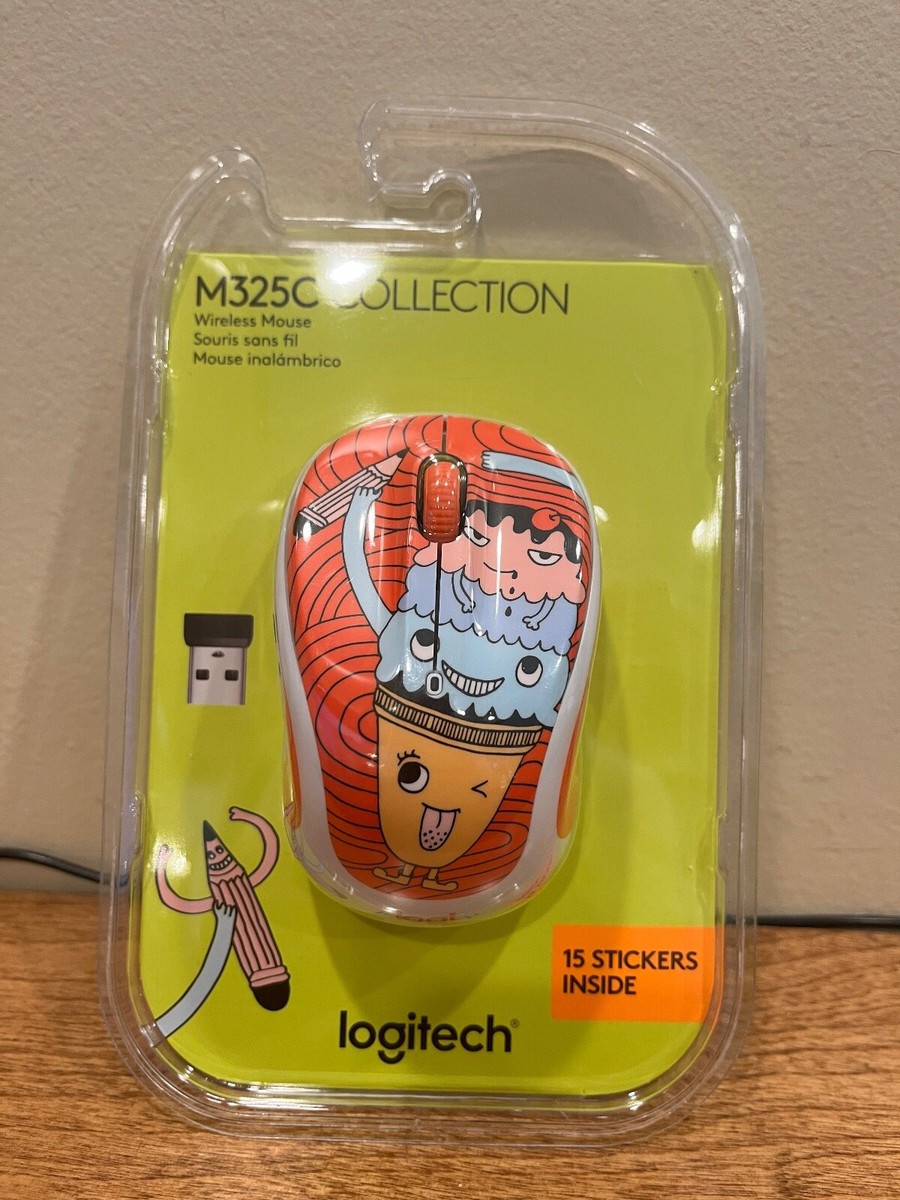 M325C COLLECTION
Wireless Mouse
Souris sans fil
Mouse inalámbrico
15 STICKERS
INSIDE
logitech®